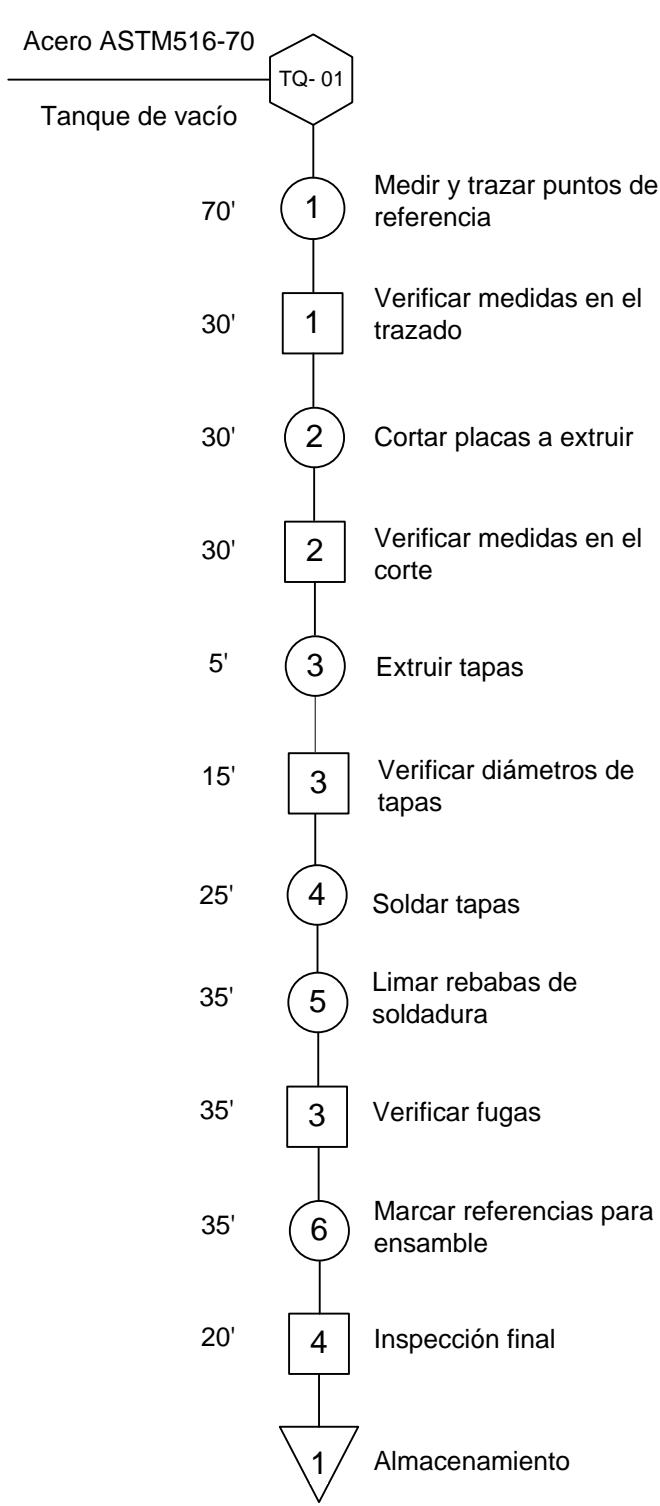 Acero ASTM516-70
TQ- 01
Tanque de vacío
70'
1
Medir y trazar puntos de
referencia
30'
1
Verificar medidas en el
trazado
30'
2
Cortar placas a extruir
30'
2
Verificar medidas en el
corte
5'
3
Extruir tapas
15'
3
Verificar diámetros de
tapas
25'
4
Soldar tapas
35'
5
Limar rebabas de
soldadura
35'
3
Verificar fugas
35'
6
Marcar referencias para
ensamble
20'
4
Inspección final
1
Almacenamiento